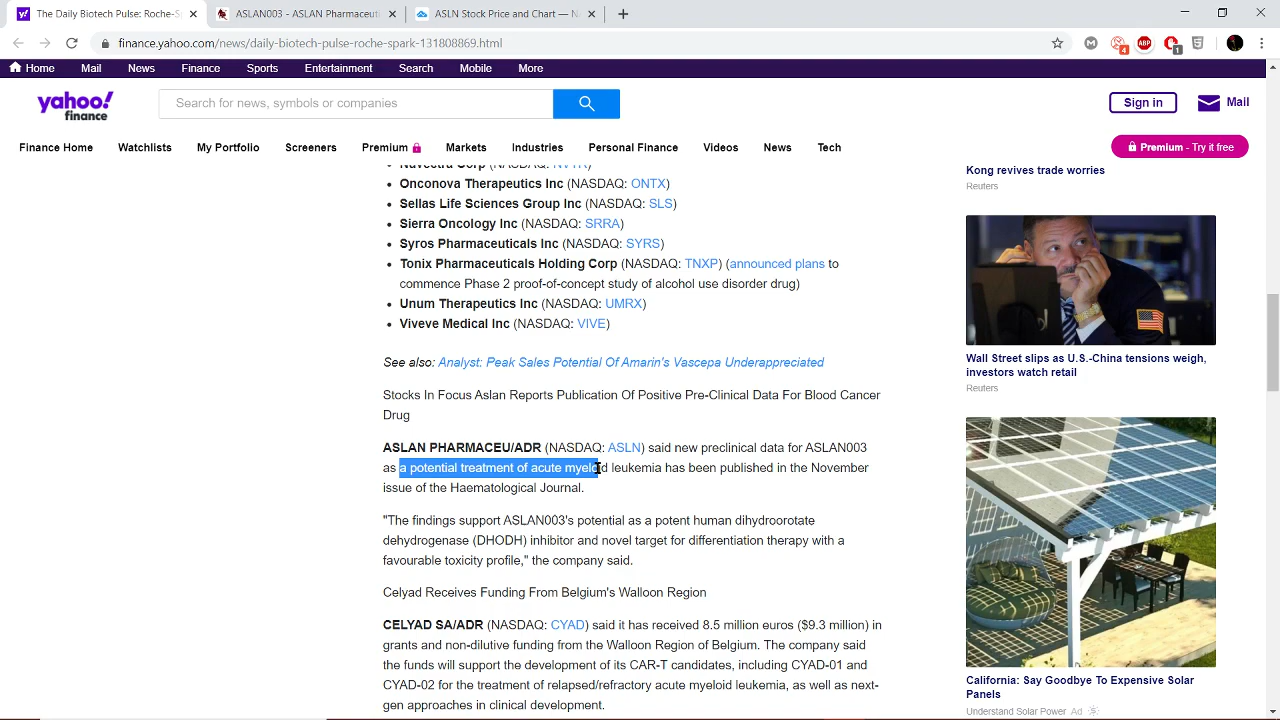 The Daily Biotech Pulse: Roche-S
ASLAN003 - ASLAN Pharmaceuti
ASLN Stock Price and Chart — N
finance.yahoo.com/news/daily-biotech-pulse-roche-spark-131908869.html
4
ABP
1
Home Mail News Finance Sports Entertainment Search Mobile More
yahoo!
finance
Search for news, symbols or companies
Sign in
Mail
Finance Home Watchlists My Portfolio Screeners Premium Markets Industries Personal Finance Videos News Tech
Premium - Try it free
Onconova Therapeutics Inc (NASDAQ: ONTX)
Sellas Life Sciences Group Inc (NASDAQ: SLS)
Sierra Oncology Inc (NASDAQ: SRRA)
Syros Pharmaceuticals Inc (NASDAQ: SYRS)
Tonix Pharmaceuticals Holding Corp (NASDAQ: TNXP) (announced plans to
commence Phase 2 proof-of-concept study of alcohol use disorder drug)
Unum Therapeutics Inc (NASDAQ: UMRX)
Viveve Medical Inc (NASDAQ: VIVE)
See also: Analyst: Peak Sales Potential Of Amarin's Vascepa Underappreciated
Stocks In Focus Aslan Reports Publication Of Positive Pre-Clinical Data For Blood Cancer
Drug
ASLAN PHARMACEU/ADR (NASDAQ: ASLN) said new preclinical data for ASLAN003
as a potential treatment of acute myeloid leukemia has been published in the November
issue of the Haematological Journal.
"The findings support ASLAN003's potential as a potent human dihydroorotate
dehydrogenase (DHODH) inhibitor and novel target for differentiation therapy with a
favourable toxicity profile," the company said.
Celyad Receives Funding From Belgium's Walloon Region
CELYAD SA/ADR (NASDAQ: CYAD) said it has received 8.5 million euros ($9.3 million) in
grants and non-dilutive funding from the Walloon Region of Belgium. The company said
the funds will support the development of its CAR-T candidates, including CYAD-01 and
CYAD-02 for the treatment of relapsed/refractory acute myeloid leukemia, as well as next-
gen approaches in clinical development.
Kong revives trade worries
Reuters
Wall Street slips as U.S.-China tensions weigh,
investors watch retail
Reuters
California: Say Goodbye To Expensive Solar
Panels
Understand Solar Power Ad